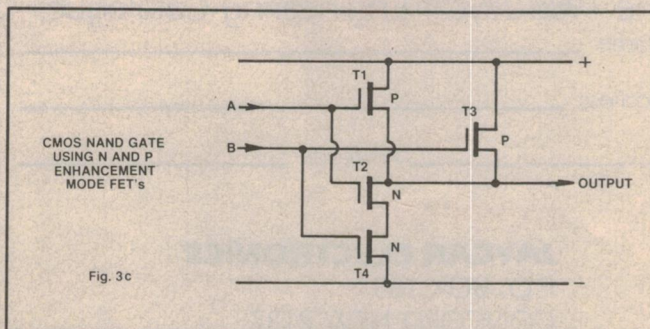 T1
+
P
T3
A
P
CMOS NAND GATE
USING N AND P
ENHANCEMENT
MODE FET's
B
T2
N
OUTPUT
N
T4
Fig. 3c
−